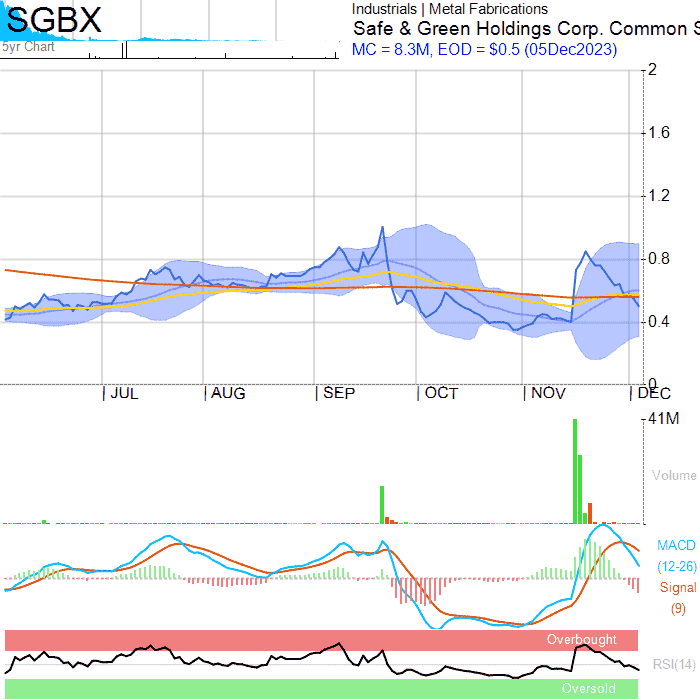 SGBX
5yr Chart
Industrials | Metal Fabrications
Safe & Green Holdings Corp. Common S
MC = 8.3M, EOD = $0.5 (05Dec2023)
2
1.6
1.2
0.8
0.4
0
JUL AUG SEP OCT NOV DEC
41M
Volume
MACD
(12-26)
Signal
(9)
Overbought
RSI(14)
Oversold